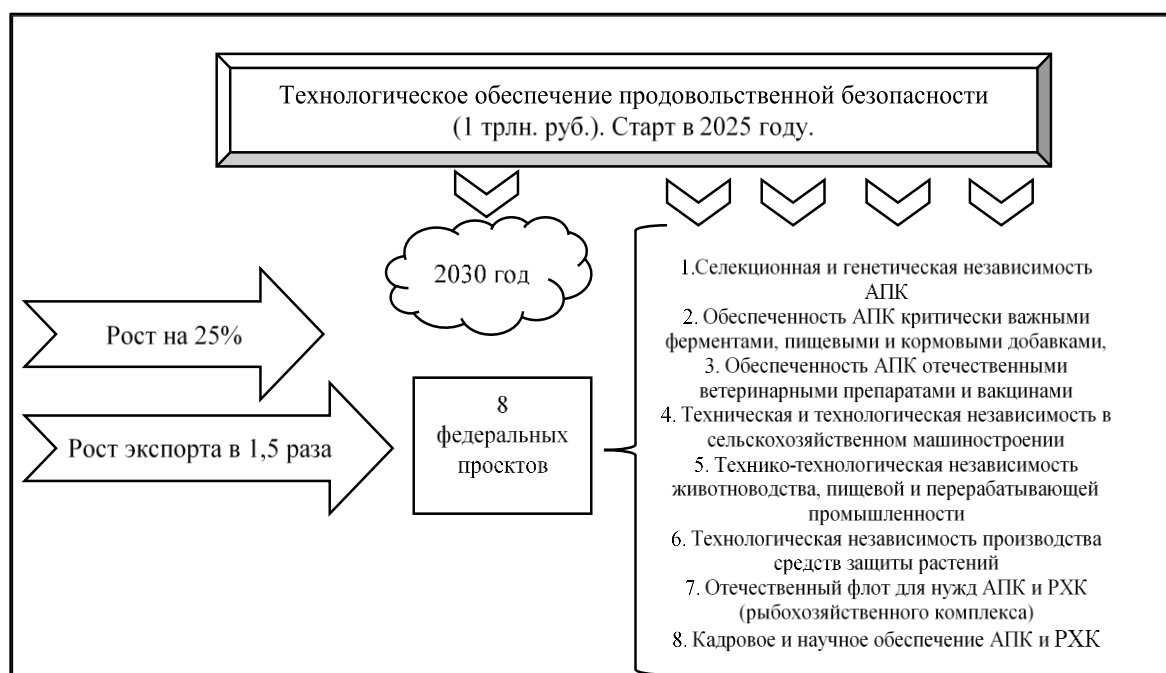 Технологическое обеспечение продовольственной безопасности
(1 трлн. руб.). Старт в 2025 году.
2030 год
Рост на 25%
Рост экспорта в 1,5 раза
8
федеральных
проектов
1.Селекционная и генетическая независимость
АПК
2. Обеспеченность АПК критически важными
ферментами, пищевыми и кормовыми добавками,
3. Обеспеченность АПК отечественными
ветеринарными препаратами и вакцинами
4. Техническая и технологическая независимость в
сельскохозяйственном машиностроении
5. Технико-технологическая независимость
животноводства, пищевой и перерабатывающей
промышленности
6. Технологическая независимость производства
средств защиты растений
7. Отечественный флот для нужд АПК и РХК
(рыбохозяйственного комплекса)
8. Кадровое и научное обеспечение АПК и РХК